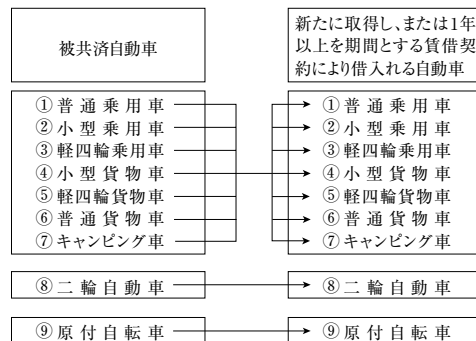 被共済自動車
新たに取得し、または1年
以上を期間とする賃借契
約により借入れる自動車
①普通乗用車
②小型乗用車
③軽四輪乗用車
④小型貨物車
⑤軽四輪貨物車
⑥普通貨物車
⑦キャンピング車
①普通乗用車
②小型乗用車
③軽四輪乗用車
④小型貨物車
⑤軽四輪貨物車
⑥普通貨物車
⑦キャンピング車
⑧二輪自動車
⑧二輪自動車
⑨原付自転車
⑨原付自転車